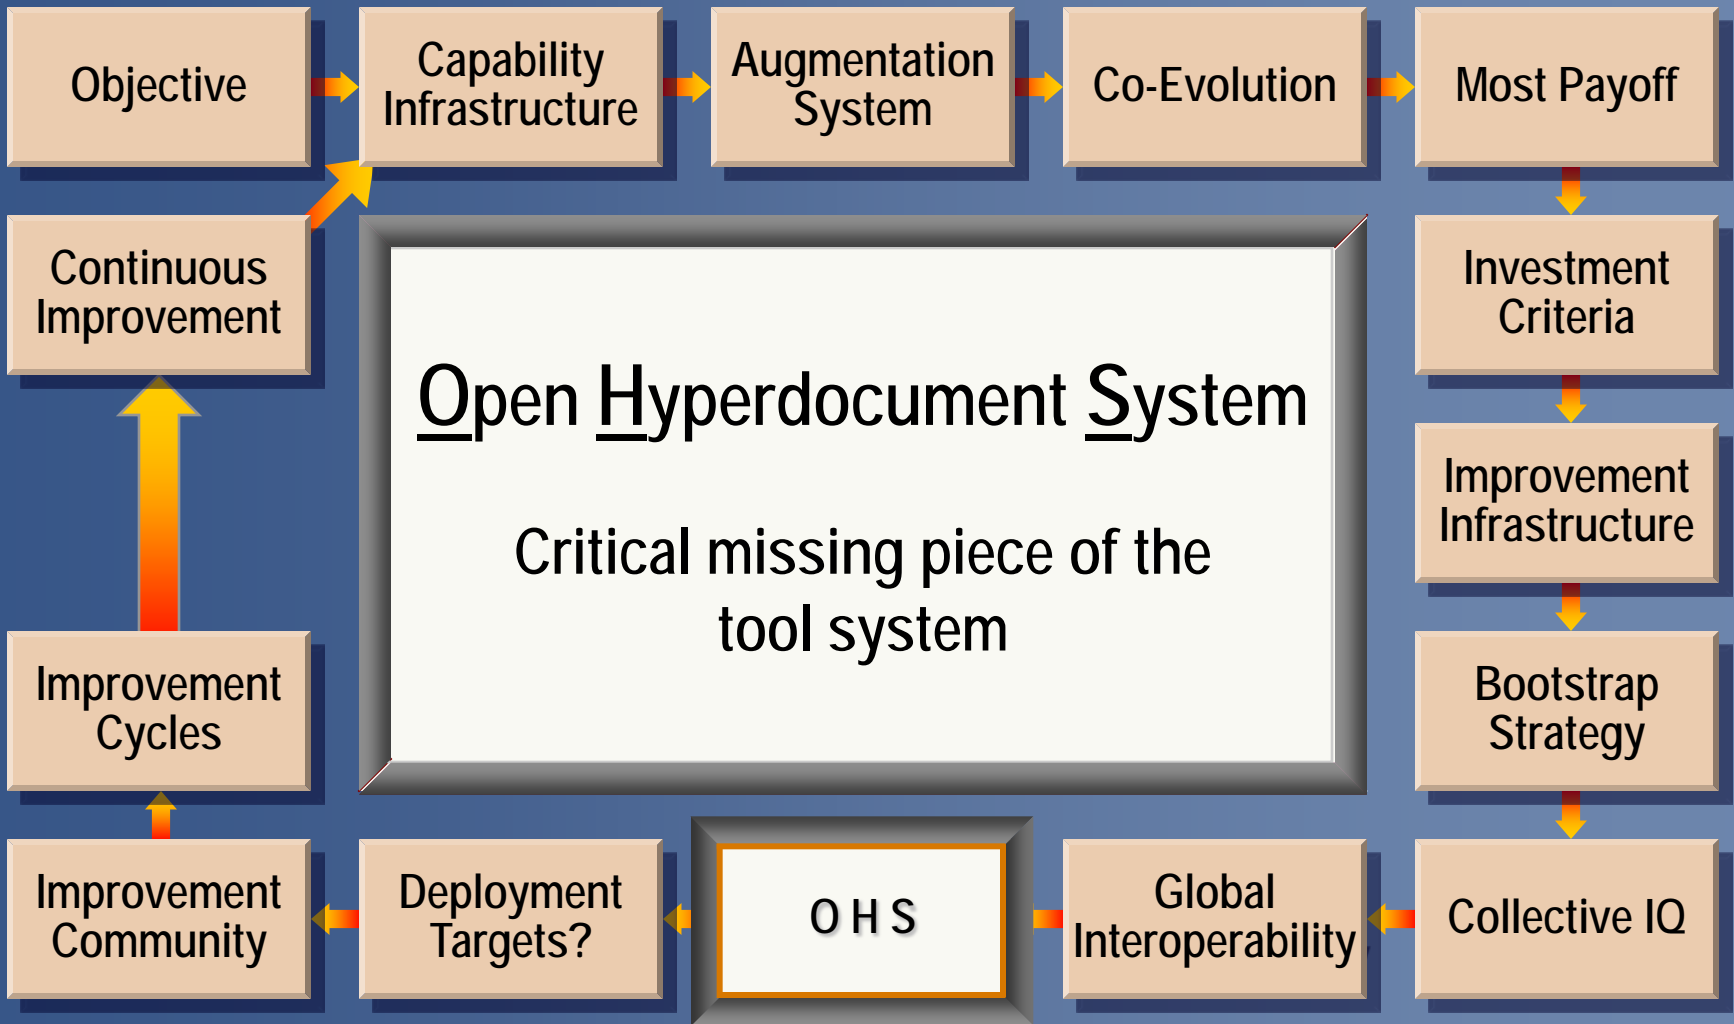 Objective
Capability
Infrastructure
Augmentation
System
Co-Evolution
Most Payoff
Continuous
Improvement
Open Hyperdocument System
Critical missing piece of the
tool system
Investment
Criteria
Improvement
Infrastructure
Improvement
Cycles
Bootstrap
Strategy
Improvement
Community
Deployment
Targets?
O H S
Global
Interoperability
Collective IQ